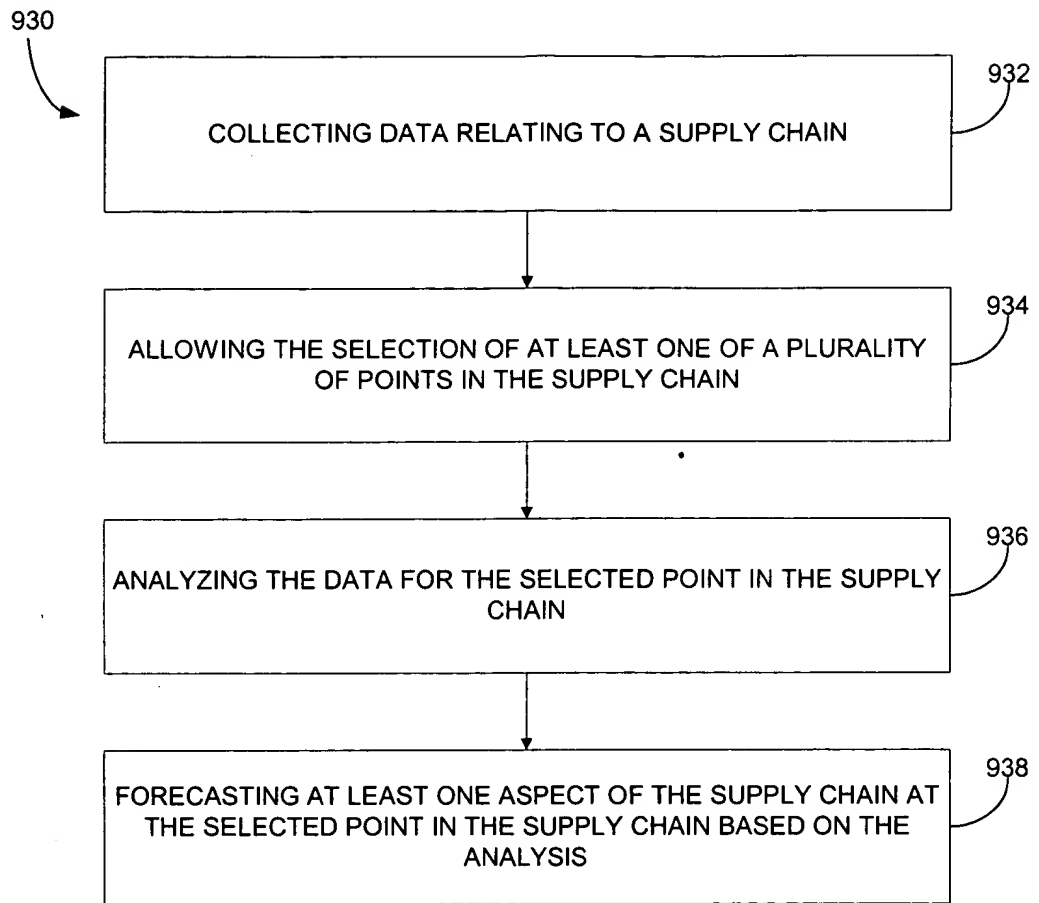 930
932
COLLECTING DATA RELATING TO A SUPPLY CHAIN
934
ALLOWING THE SELECTION OF AT LEAST ONE OF A PLURALITY
OF POINTS IN THE SUPPLY CHAIN
936
ANALYZING THE DATA FOR THE SELECTED POINT IN THE SUPPLY
CHAIN
938
FORECASTING AT LEAST ONE ASPECT OF THE SUPPLY CHAIN AT
THE SELECTED POINT IN THE SUPPLY CHAIN BASED ON THE
ANALYSIS